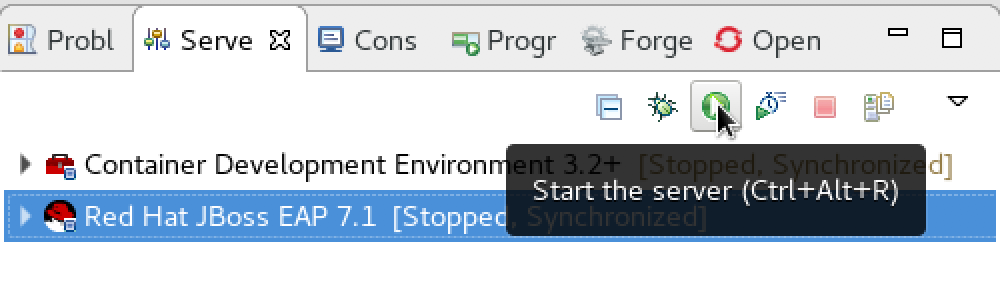 Probl Serve Cons Progr Forge Open
Container Development Environment 3.2+ [Stopped, Synchronized]
Start the server (Ctrl+Alt+R)
Red Hat JBoss EAP 7.1 [Stopped, Synchronized]